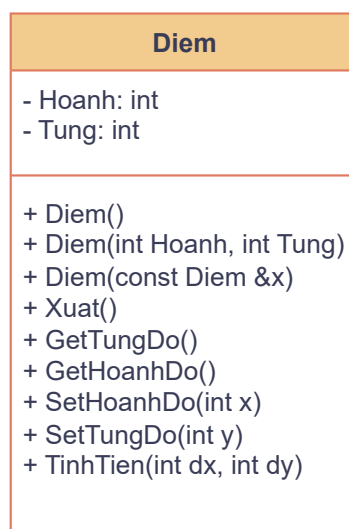 Diem
- Hoanh: int
- Tung: int
+ Diem()
+ Diem(int Hoanh, int Tung)
+ Diem(const Diem &x)
+ Xuat()
+ GetTungDo()
+ GetHoanhDo()
+ SetHoanhDo(int x)
+ SetTungDo(int y)
+ TinhTien(int dx, int dy)